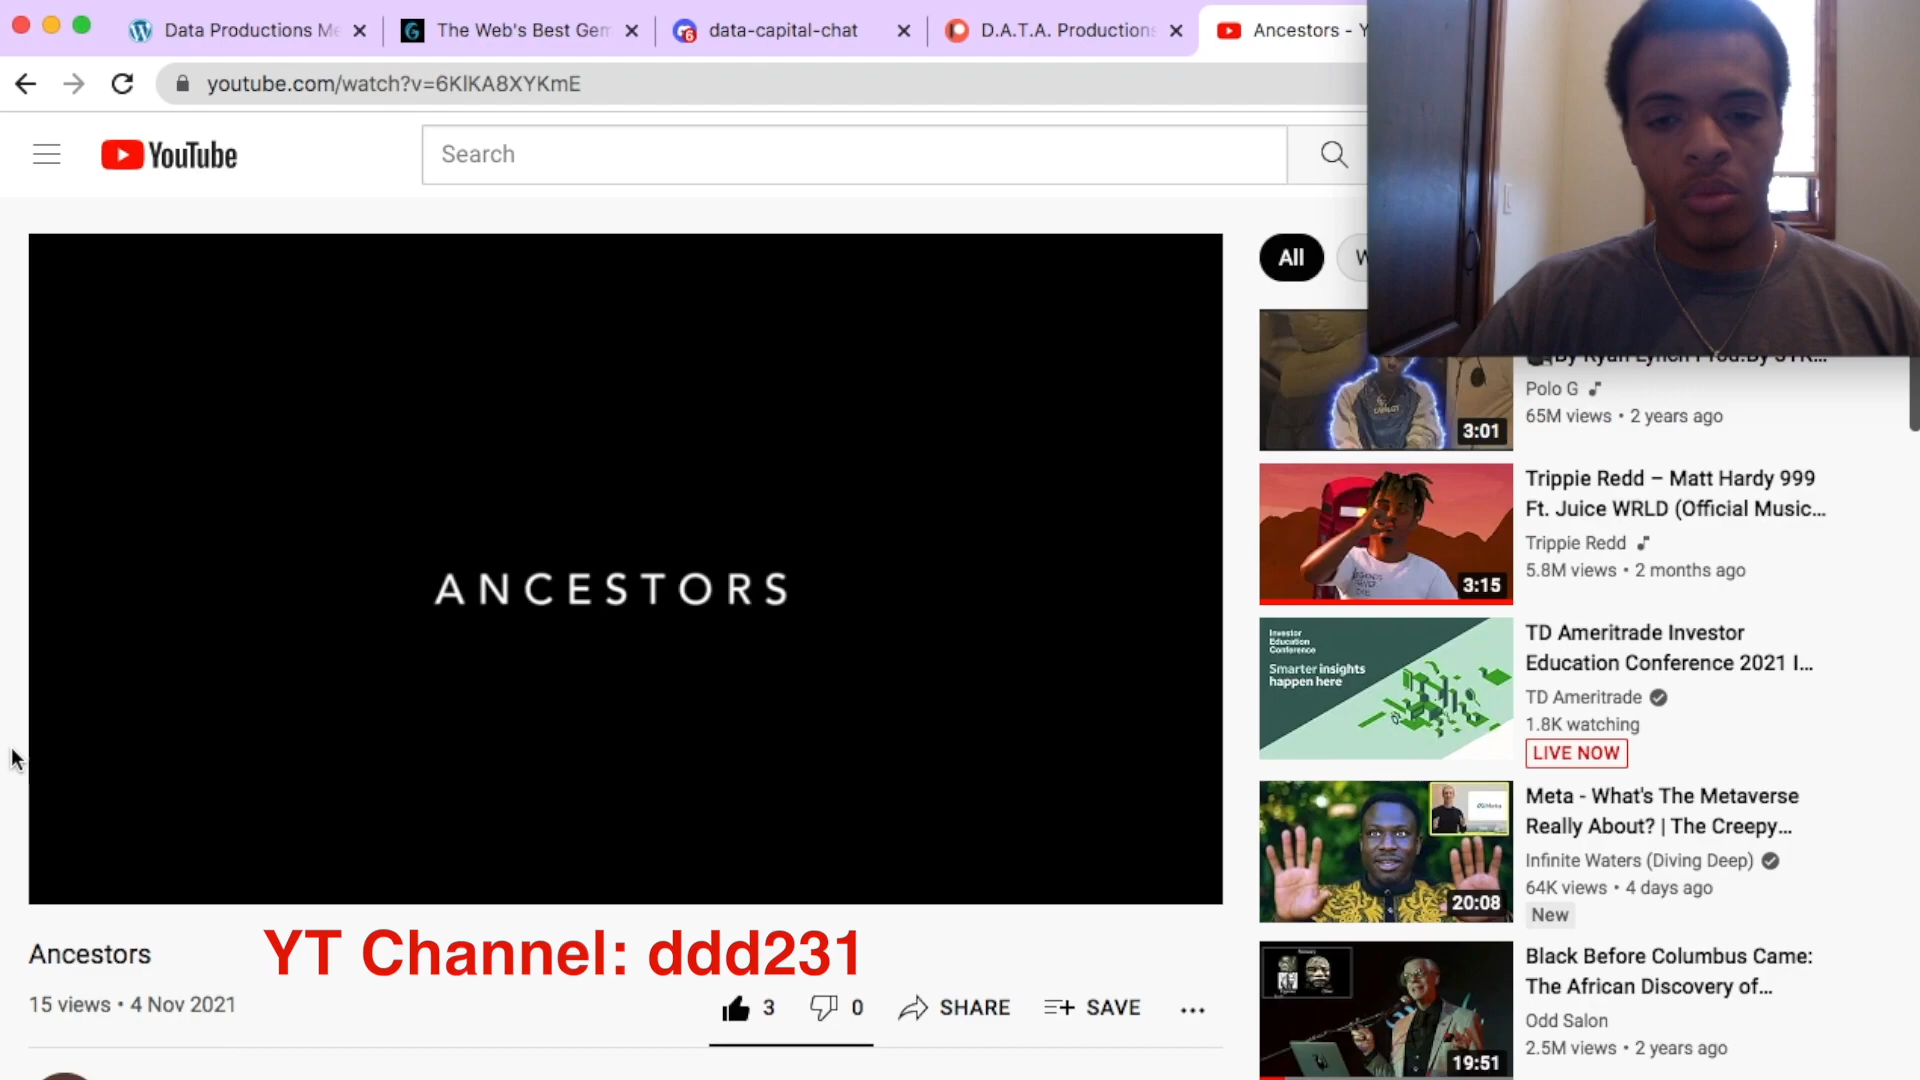 Data Productions Me
The Web's Best Gem
6
data-capital-chat
D.A.T.A. Productions
Ancestors - Y
youtube.com/watch?v=6KlKA8XYKmE
YouTube
Search
All
W
3:01
Polo G
65M views • 2 years ago
3:15
Trippie Redd – Matt Hardy 999
Ft. Juice WRLD (Official Music...
Trippie Redd
5.8M views • 2 months ago
Investor
Education
Conference
Smarter insights
happen here
TD Ameritrade Investor
Education Conference 2021 I...
TD Ameritrade
1.8K watching
LIVE NOW
Meta
20:08
Meta - What's The Metaverse
Really About? | The Creepy...
Infinite Waters (Diving Deep)
64K views • 4 days ago
New
19:51
Black Before Columbus Came:
The African Discovery of...
Odd Salon
2.5M views • 2 years ago
ANCESTORS
Ancestors
YT Channel: ddd231
15 views • 4 Nov 2021
3
0
SHARE
SAVE